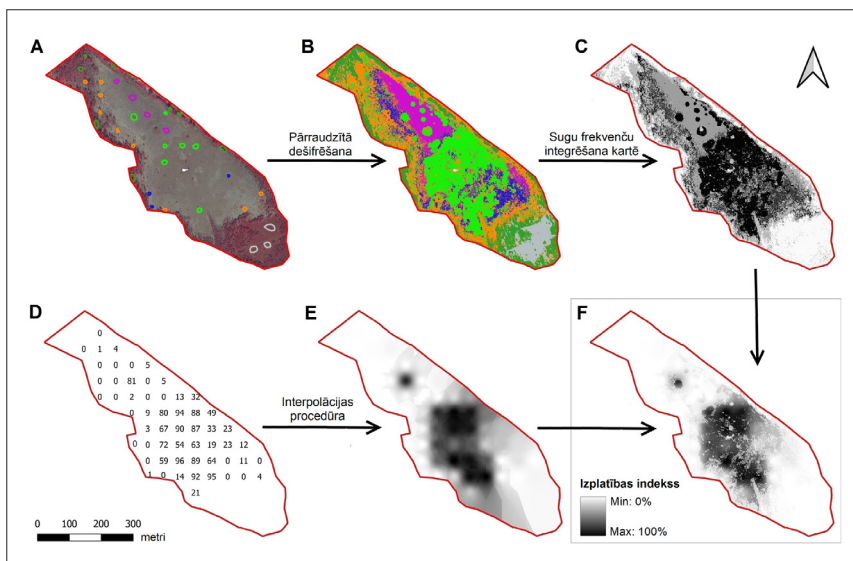 A
B
C
Pārraudzītā
dešifrēšana
Sugu frekvenču
integrēšana kartē
D
E
F
0
0 1 4
0 0 0 5
0 0 81 0 5
0 0 2 0 0 13 32
0 9 80 94 88 49
3 67 90 87 33 23
0 0 72 54 63 19 23 12
0 59 96 89 64 0 11 0
1 0 14 92 95 0 0 4
21
Interpolācijas
procedūra
Izplatības indekss
Min: 0%
Max: 100%
0 100 200 300
metri